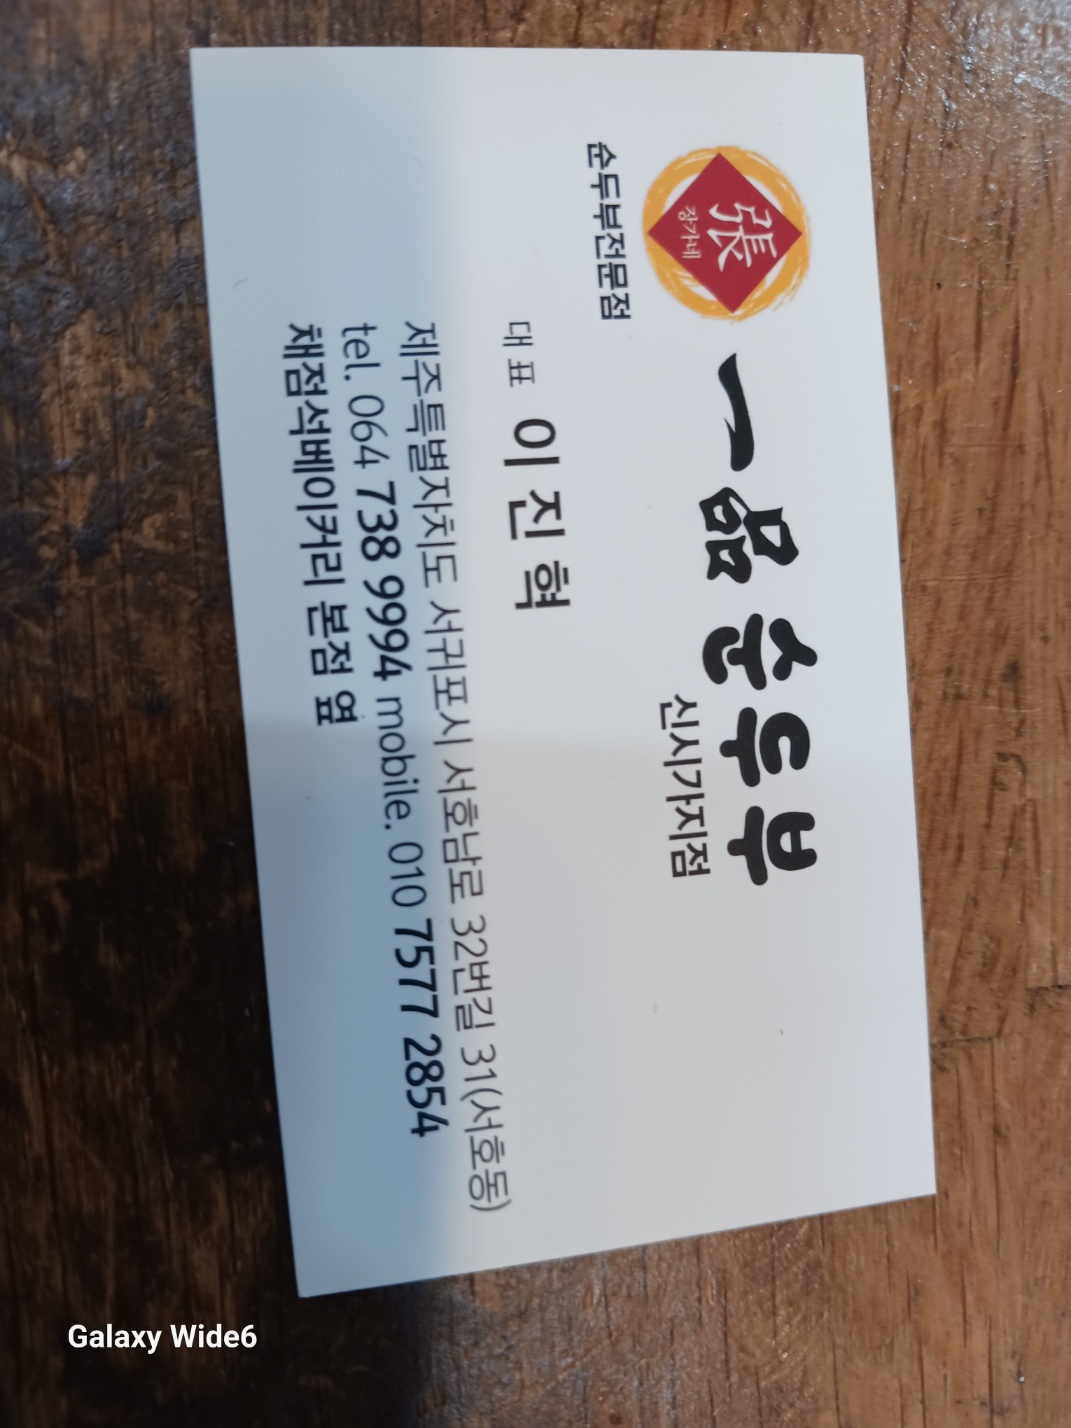 張
장가네
순두부전문점
一品 순두부
신시가지점
대표 이진혁
제주특별자치도 서귀포시 서호남로 32번길 31(서호동)
tel. 064 738 9994 mobile. 010 7577 2854
채점석베이커리 본점 옆
Galaxy Wide6